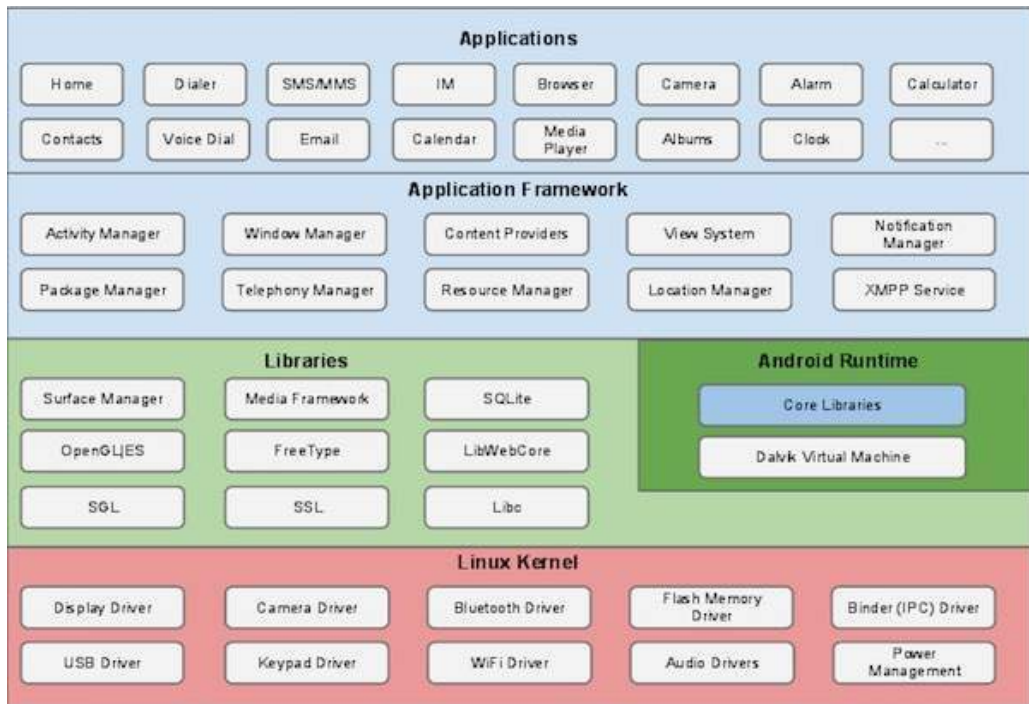 Applications
Home Dialer SMS/MMS IM Browser Camera Alarm Calculator
Contacts Voice Dial Email Calendar Media Player Albums Clock ...
Application Framework
Activity Manager Window Manager Content Providers View System Notification Manager
Package Manager Telephony Manager Resource Manager Location Manager XMPP Service
Libraries
Surface Manager Media Framework SQLite
OpenGL|ES FreeType LibWebCore
SGL SSL Libc
Android Runtime
Core Libraries
Dalvik Virtual Machine
Linux Kernel
Display Driver Camera Driver Bluetooth Driver Flash Memory Driver Binder (IPC) Driver
USB Driver Keypad Driver WiFi Driver Audio Drivers Power Management